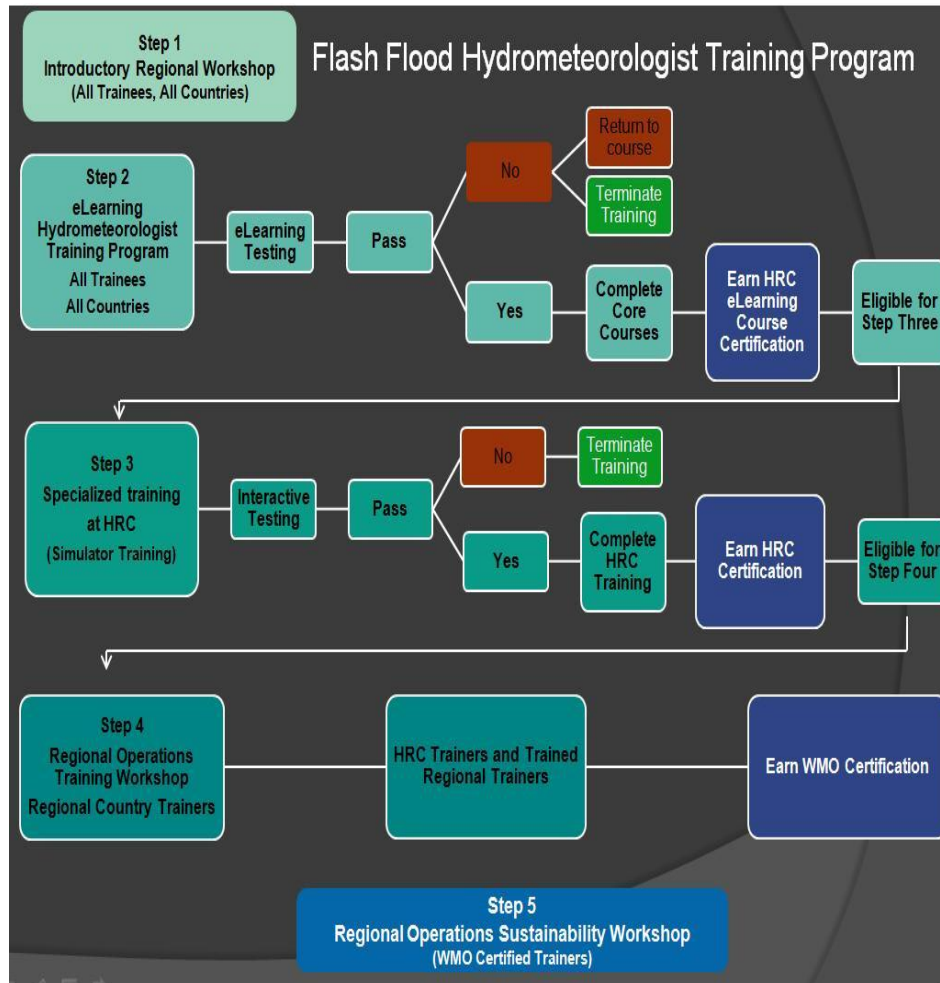 Step 1
Introductory Regional Workshop
(All Trainees, All Countries)
Flash Flood Hydrometeorologist Training Program
Step 2
eLearning
Hydrometeorologist
Training Program
All Trainees
All Countries
eLearning
Testing
Pass
No
Return to
course
Terminate
Training
Yes
Complete
Core
Courses
Earn HRC
eLearning
Course
Certification
Eligible for
Step Three
Step 3
Specialized training
at HRC
(Simulator Training)
Interactive
Testing
Pass
No
Terminate
Training
Yes
Complete
HRC
Training
Earn HRC
Certification
Eligible for
Step Four
Step 4
Regional Operations
Training Workshop
Regional Country Trainers
HRC Trainers and Trained
Regional Trainers
Earn WMO Certification
Step 5
Regional Operations Sustainability Workshop
(WMO Certified Trainers)